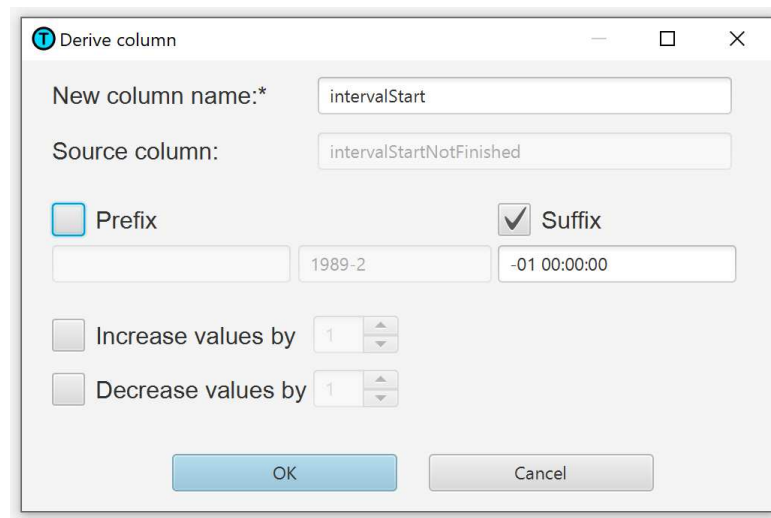 T Derive column
New column name:* intervalStart
Source column: intervalStartNotFinished
Prefix Suffix
1989-2 -01 00:00:00
Increase values by 1
Decrease values by 1
OK Cancel